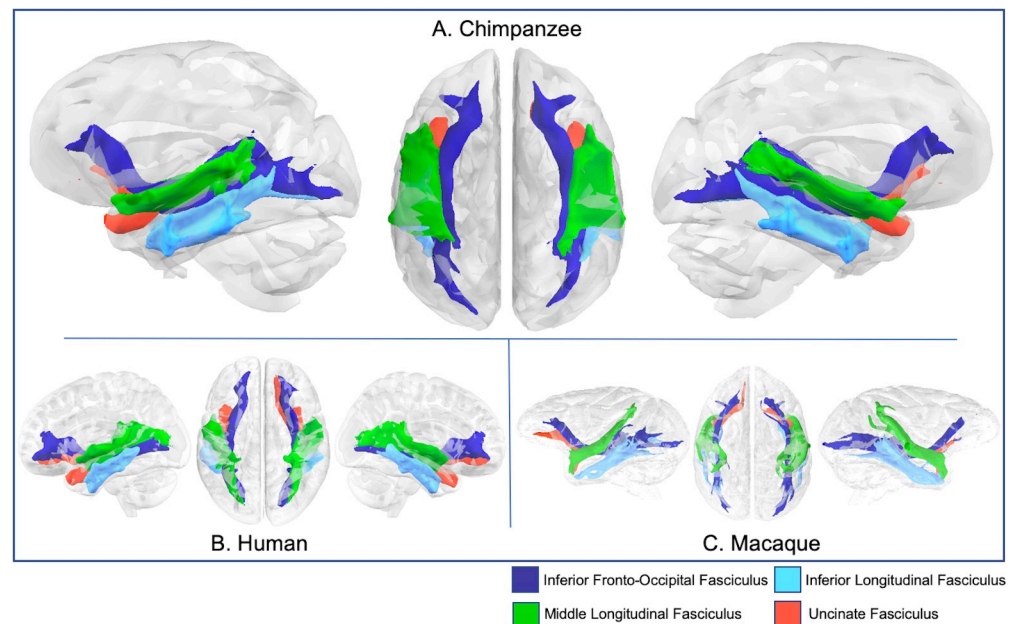 A. Chimpanzee
B. Human
C. Macaque
Inferior Fronto-Occipital Fasciculus
Inferior Longitudinal Fasciculus
Middle Longitudinal Fasciculus
Uncinate Fasciculus